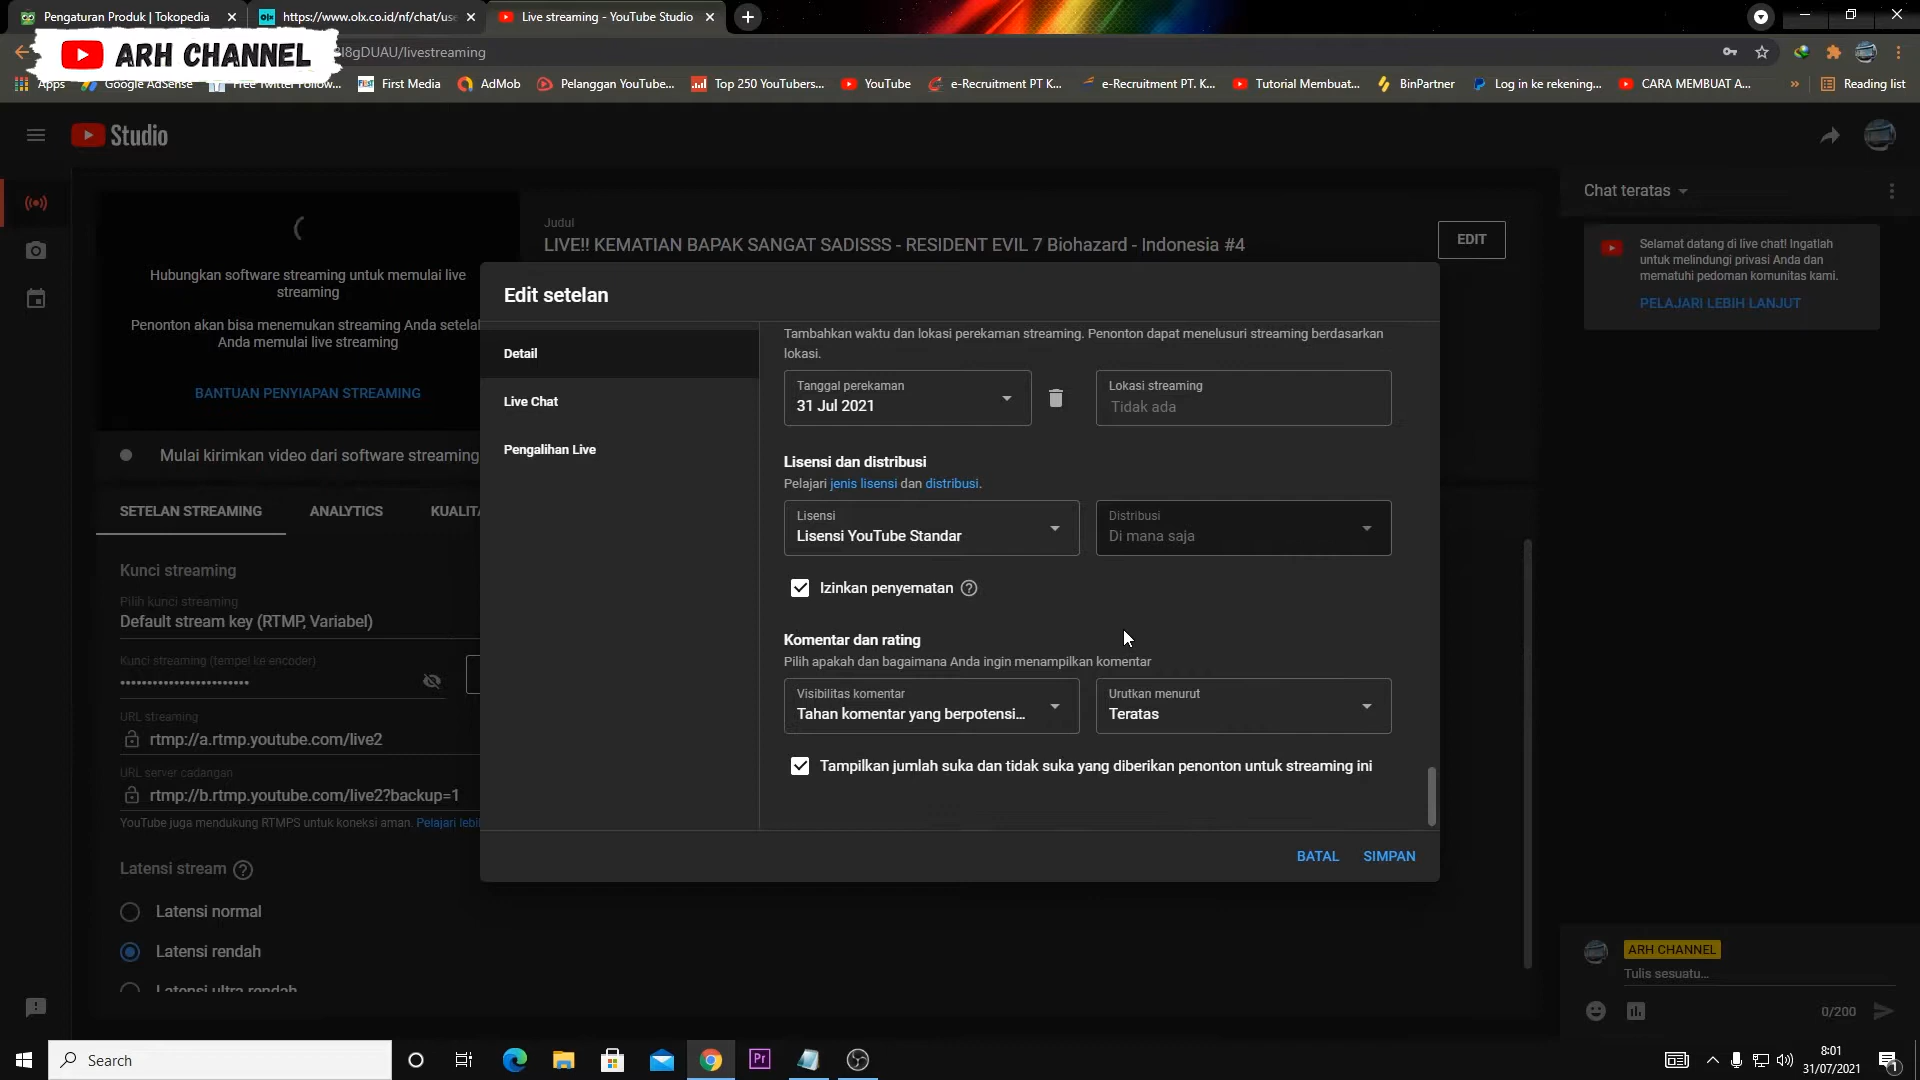 Pengaturan Produk | Tokopedia
https://www.olx.co.id/nf/chat/use
Live streaming - YouTube Studio
ARH CHANNEL
l8gDUAU/livestreaming
Apps
Google AdSense
Free Twitter Follow...
First Media
AdMob
Pelanggan YouTube...
Top 250 YouTubers...
YouTube
e-Recruitment PT K...
e-Recruitment PT. K...
Tutorial Membuat...
BinPartner
Log in ke rekening...
CARA MEMBUAT A...
»
Reading list
Studio
Hubungkan software streaming untuk memulai live
streaming
Penonton akan bisa menemukan streaming Anda setela
Anda memulai live streaming
BANTUAN PENYIAPAN STREAMING
Judul
LIVE!! KEMATIAN BAPAK SANGAT SADISSS - RESIDENT EVIL 7 Biohazard - Indonesia #4
EDIT
Chat teratas
Selamat datang di live chat! Ingatlah
untuk melindungi privasi Anda dan
mematuhi pedoman komunitas kami.
PELAJARI LEBIH LANJUT
Mulai kirimkan video dari software streaming
SETELAN STREAMING
ANALYTICS
KUALITA
Kunci streaming
Pilih kunci streaming
Default stream key (RTMP, Variabel)
Kunci streaming (tempel ke encoder)
••••••••••••••••••••••••
URL streaming
rtmp://a.rtmp.youtube.com/live2
URL server cadangan
rtmp://b.rtmp.youtube.com/live2?backup=1
YouTube juga mendukung RTMPS untuk koneksi aman. Pelajari lebil
Latensi stream
Latensi normal
Latensi rendah
Latensi ultra rendah
Edit setelan
Detail
Live Chat
Pengalihan Live
Tambahkan waktu dan lokasi perekaman streaming. Penonton dapat menelusuri streaming berdasarkan
lokasi.
Tanggal perekaman
31 Jul 2021
Lokasi streaming
Tidak ada
Lisensi dan distribusi
Pelajari jenis lisensi dan distribusi.
Lisensi
Lisensi YouTube Standar
Distribusi
Di mana saja
Izinkan penyematan
Komentar dan rating
Pilih apakah dan bagaimana Anda ingin menampilkan komentar
Visibilitas komentar
Tahan komentar yang berpotensi...
Urutkan menurut
Teratas
Tampilkan jumlah suka dan tidak suka yang diberikan penonton untuk streaming ini
BATAL
SIMPAN
ARH CHANNEL
Tulis sesuatu...
0/200
Search
Pr
8:01
31/07/2021
1